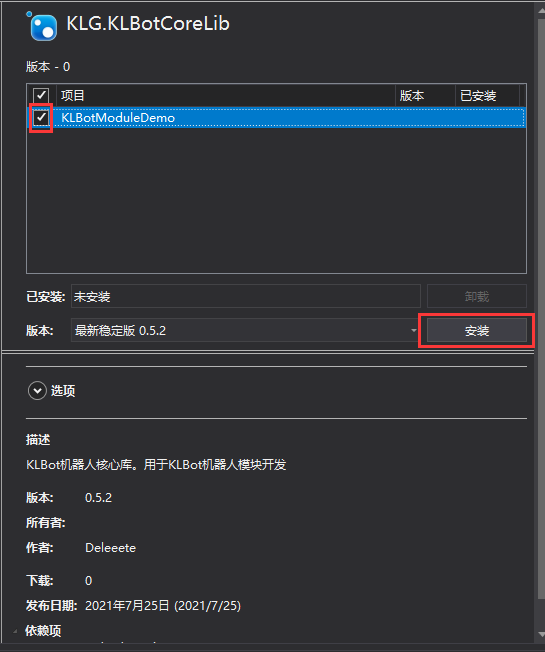 KLG.KLBotCoreLib
版本 - 0
项目 版本 已安装
KLBotModuleDemo
已安装: 未安装 卸载
版本: 最新稳定版 0.5.2 安装
选项
描述
KLBot机器人核心库。用于KLBot机器人模块开发
版本: 0.5.2
所有者:
作者: Deleeete
下载: 0
发布日期: 2021年7月25日 (2021/7/25)
依赖项